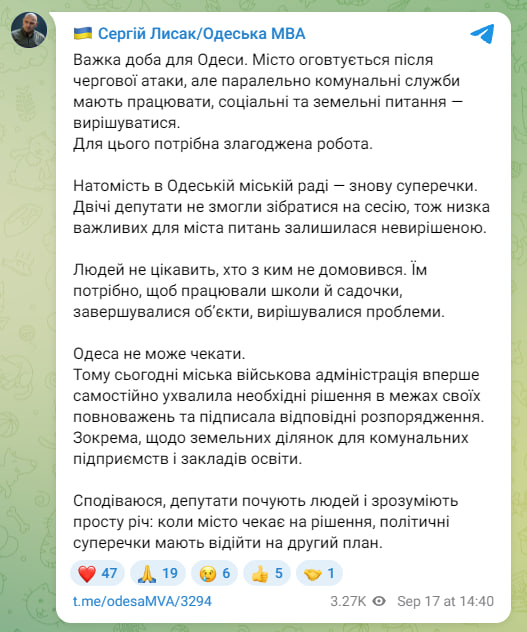 🇺🇦 Сергій Лисак/Одеська МВА
Важка доба для Одеси. Місто оговтується після
чергової атаки, але паралельно комунальні служби
мають працювати, соціальні та земельні питання —
вирішуватися.
Для цього потрібна злагоджена робота.
Натомість в Одеській міській раді — знову суперечки.
Двічі депутати не змогли зібратися на сесію, тож низка
важливих для міста питань залишилася невирішеною.
Людей не цікавить, хто з ким не домовився. Їм
потрібно, щоб працювали школи й садочки,
завершувалися об’єкти, вирішувалися проблеми.
Одеса не може чекати.
Тому сьогодні міська військова адміністрація вперше
самостійно ухвалила необхідні рішення в межах своїх
повноважень та підписала відповідні розпорядження.
Зокрема, щодо земельних ділянок для комунальних
підприємств і закладів освіти.
Сподіваюся, депутати почують людей і зрозуміють
просту річ: коли місто чекає на рішення, політичні
суперечки мають відійти на другий план.
❤️ 47 🙏 19 😢 6 👍 5 🤝 1
t.me/odesaMVA/3294 3.27K Sep 17 at 14:40